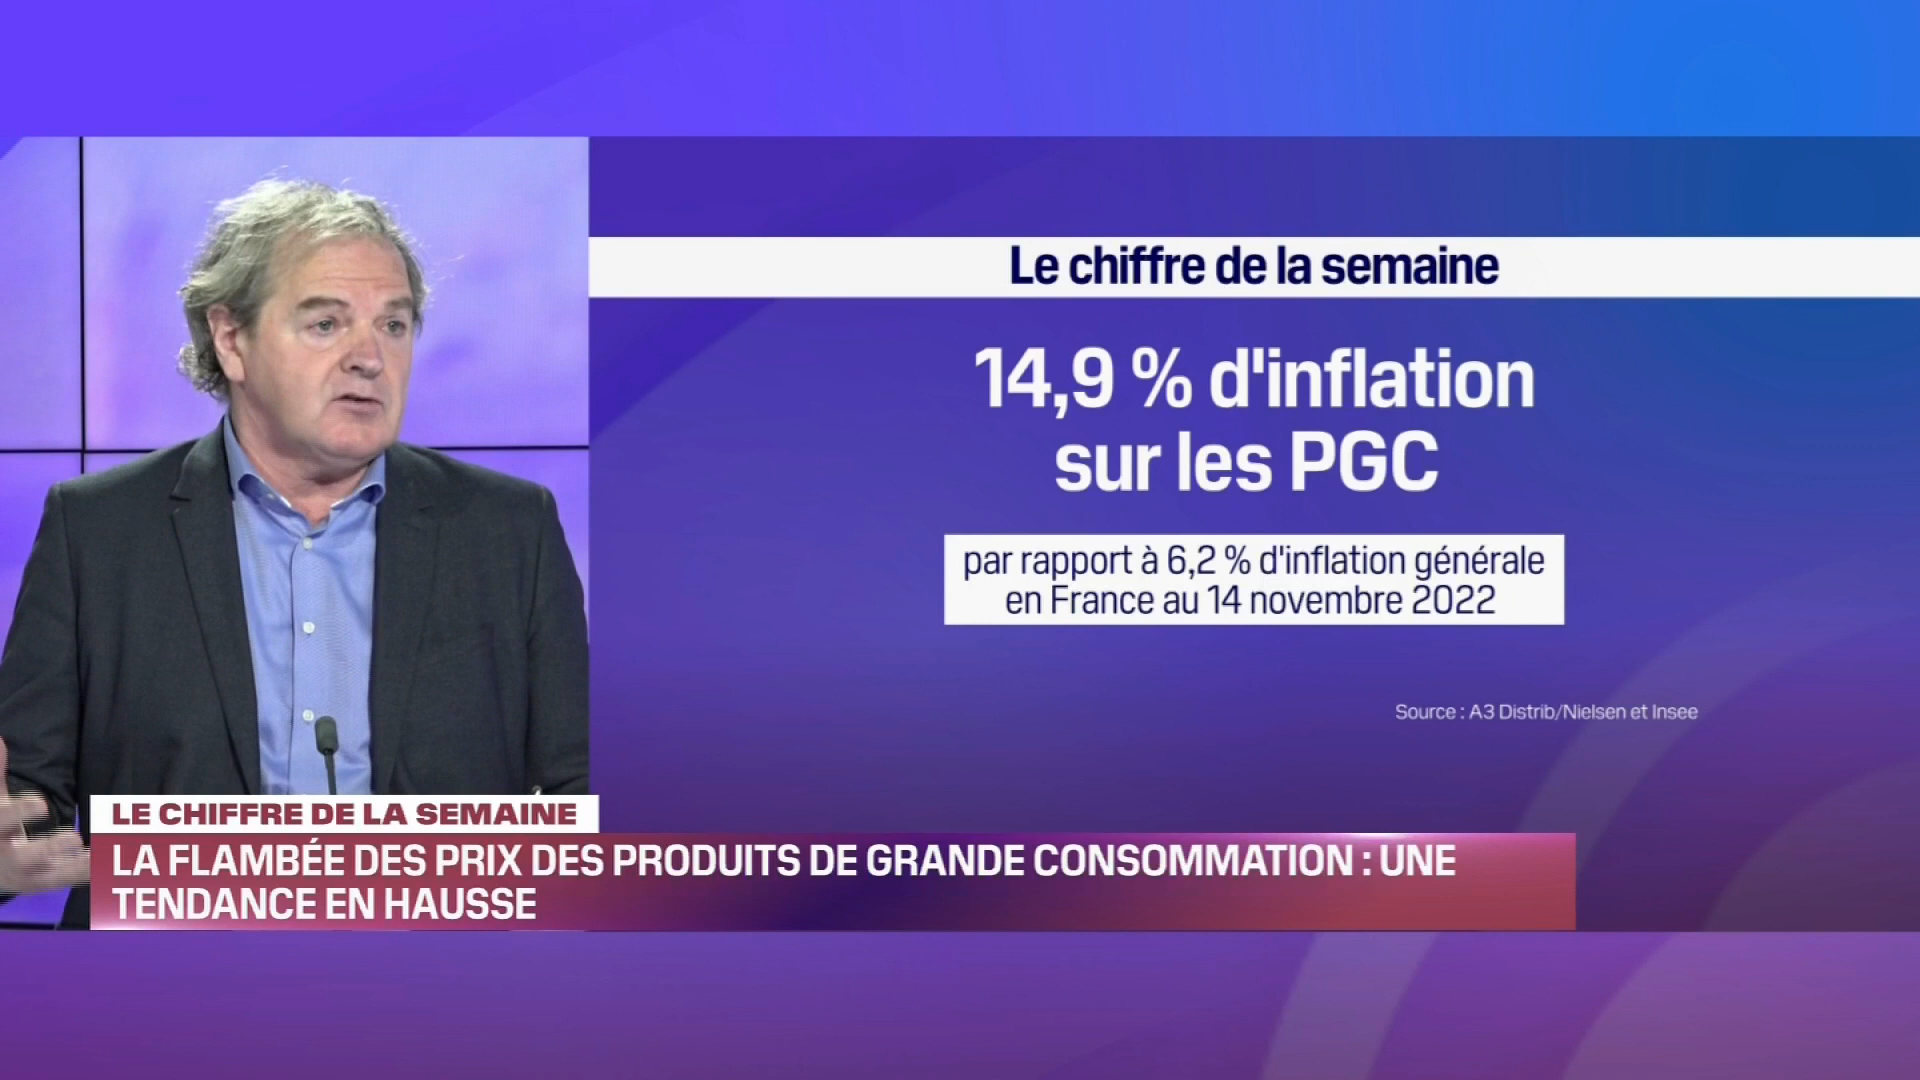 Le chiffre de la semaine
14,9 % d'inflation
sur les PGC
par rapport à 6,2 % d'inflation générale
en France au 14 novembre 2022
Source : A3 Distrib/Nielsen et Insee
LE CHIFFRE DE LA SEMAINE
LA FLAMBÉE DES PRIX DES PRODUITS DE GRANDE CONSOMMATION : UNE
TENDANCE EN HAUSSE